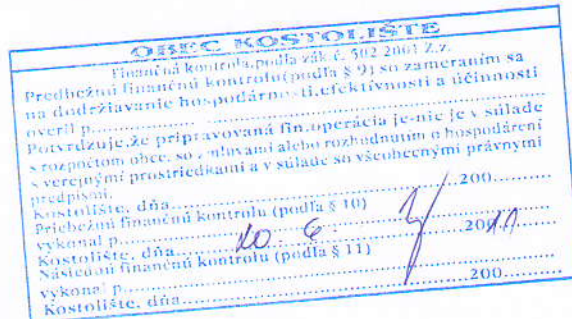 OBEC KOSTOLIŠTE
Finančná kontrola,podľa zák.č. 502 2001 Z.z.
Predbežnú finančnú kontrolu(podľa § 9) so zameraním sa
na dodržiavanie hospodárnosti,efektívnosti a účinnosti
overil p....................
Potvrdzuje,že pripravovaná fin.operácia je-nie je v súlade
s rozpočtom obce, so zmluvami alebo rozhodnutím o hospodárení
s verejnými prostriedkami a v súlade so všeobecnými právnymi
predpismi.
Kostolište, dňa....................200.........
Priebežnú finančnú kontrolu (podľa § 10)
vykonal p....................
Kostolište, dňa 10. 6. 20011
Následnú finančnú kontrolu (podľa § 11)
vykonal p....................
Kostolište, dňa....................200.........